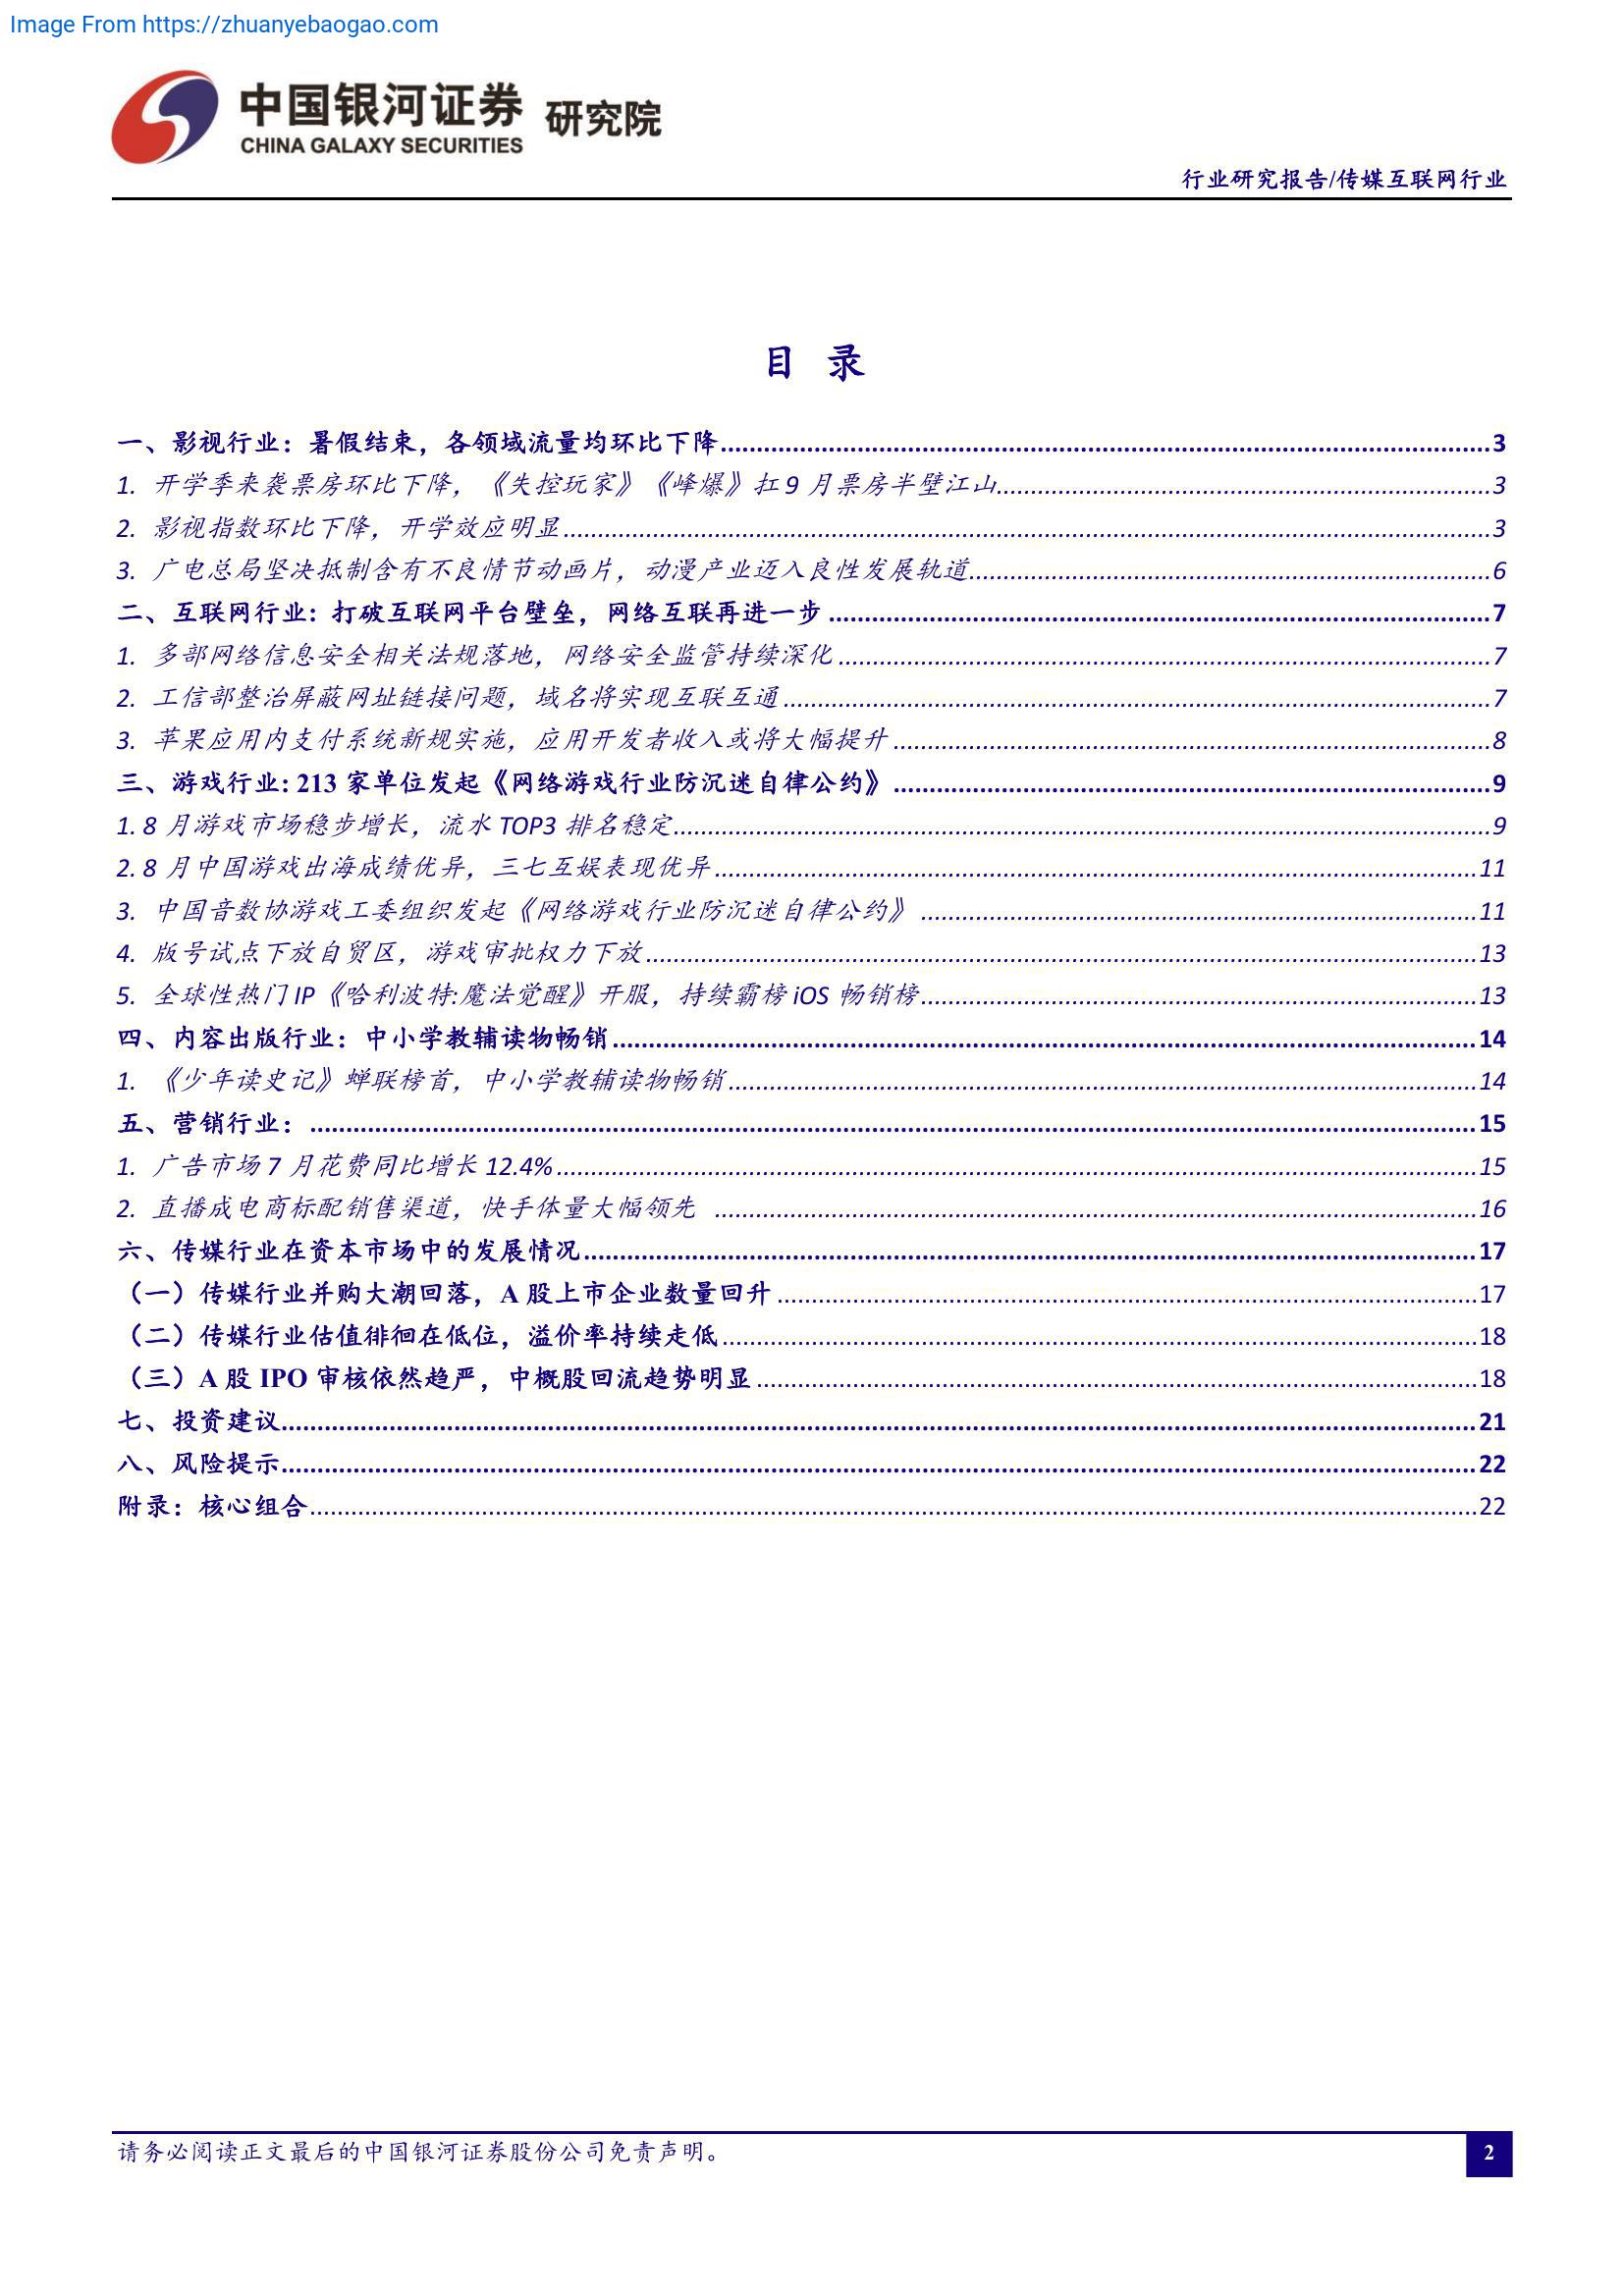 Image From https://zhuanyebaogao.com
中国银河证券 研究院
CHINA GALAXY SECURITIES
行业研究报告/传媒互联网行业
目 录
一、影视行业：暑假结束，各领域流量均环比下降 3
1. 开学季来袭票房环比下降，《失控玩家》《峰爆》扛 9 月票房半壁江山 3
2. 影视指数环比下降，开学效应明显 3
3. 广电总局坚决抵制含有不良情节动画片，动漫产业迈入良性发展轨道 6
二、互联网行业：打破互联网平台壁垒，网络互联再进一步 7
1. 多部网络信息安全相关法规落地，网络安全监管持续深化 7
2. 工信部整治屏蔽网址链接问题，域名将实现互联互通 7
3. 苹果应用内支付系统新规实施，应用开发者收入或将大幅提升 8
三、游戏行业: 213 家单位发起《网络游戏行业防沉迷自律公约》 9
1. 8 月游戏市场稳步增长，流水 TOP3 排名稳定 9
2. 8 月中国游戏出海成绩优异，三七互娱表现优异 11
3. 中国音数协游戏工委组织发起《网络游戏行业防沉迷自律公约》 11
4. 版号试点下放自贸区，游戏审批权力下放 13
5. 全球性热门 IP《哈利波特:魔法觉醒》开服，持续霸榜 iOS 畅销榜 13
四、内容出版行业：中小学教辅读物畅销 14
1. 《少年读史记》蝉联榜首，中小学教辅读物畅销 14
五、营销行业： 15
1. 广告市场 7 月花费同比增长 12.4% 15
2. 直播成电商标配销售渠道，快手体量大幅领先 16
六、传媒行业在资本市场中的发展情况 17
（一）传媒行业并购大潮回落，A 股上市企业数量回升 17
（二）传媒行业估值徘徊在低位，溢价率持续走低 18
（三）A 股 IPO 审核依然趋严，中概股回流趋势明显 18
七、投资建议 21
八、风险提示 22
附录：核心组合 22
请务必阅读正文最后的中国银河证券股份公司免责声明。
2